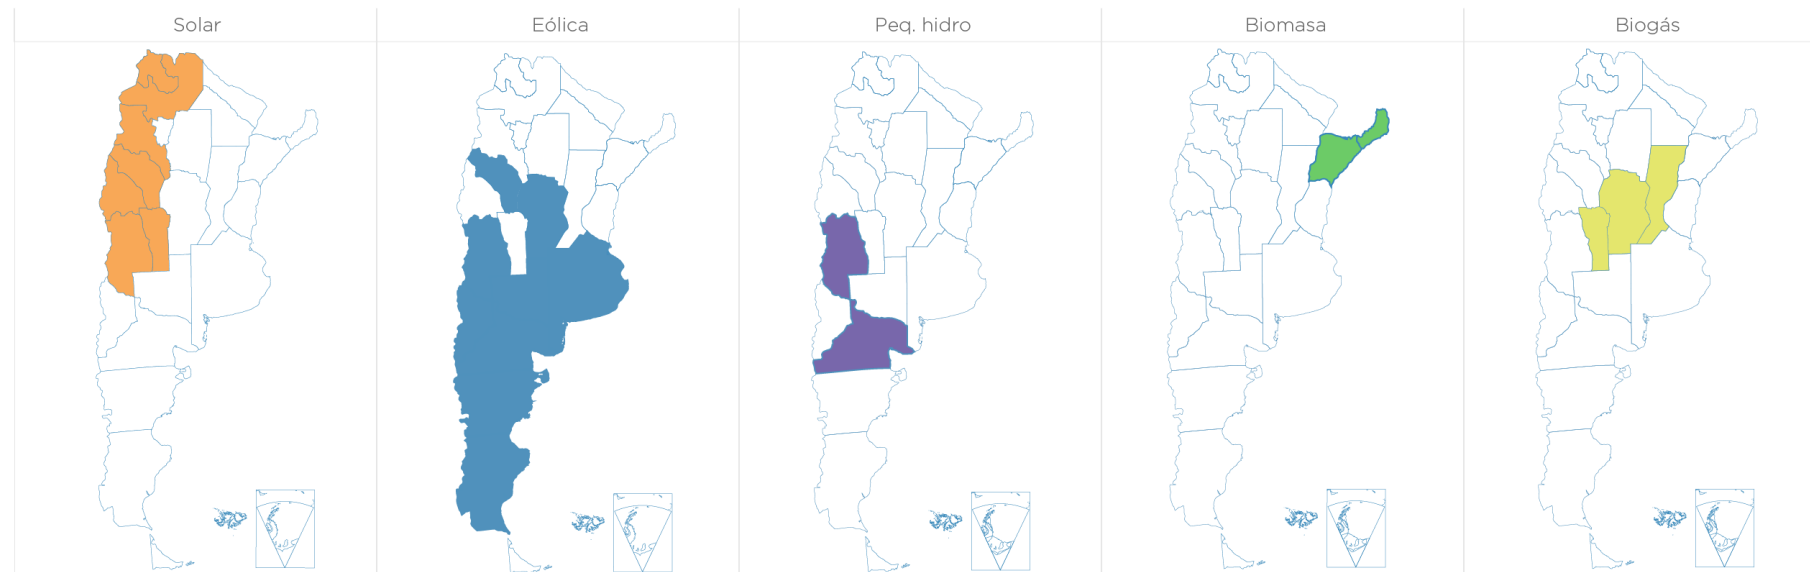 Solar
Eólica
Peq. hidro
Biomasa
Biogás